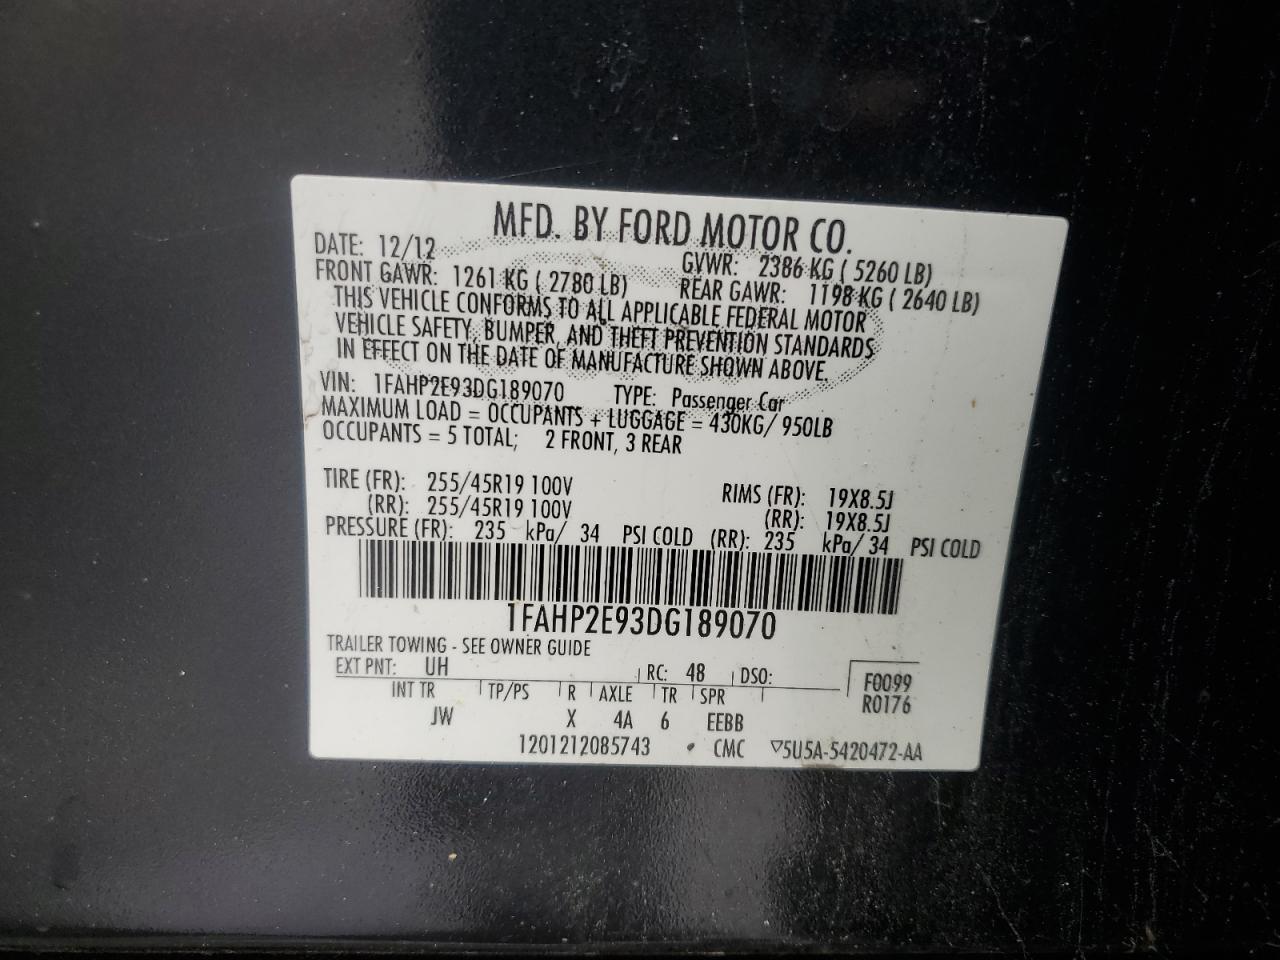 MFD. BY FORD MOTOR CO.
DATE: 12/12 GVWR: 2386 KG ( 5260 LB)
FRONT GAWR: 1261 KG ( 2780 LB) REAR GAWR: 1198 KG ( 2640 LB)
THIS VEHICLE CONFORMS TO ALL APPLICABLE FEDERAL MOTOR
VEHICLE SAFETY, BUMPER, AND THEFT PREVENTION STANDARDS
IN EFFECT ON THE DATE OF MANUFACTURE SHOWN ABOVE.
VIN: 1FAHP2E93DG189070 TYPE: Passenger Car
MAXIMUM LOAD = OCCUPANTS + LUGGAGE = 430KG/ 950LB
OCCUPANTS = 5 TOTAL; 2 FRONT, 3 REAR
TIRE (FR): 255/45R19 100V RIMS (FR): 19X8.5J
(RR): 255/45R19 100V (RR): 19X8.5J
PRESSURE (FR): 235 kPa/ 34 PSI COLD (RR): 235 kPa/ 34 PSI COLD
1FAHP2E93DG189070
TRAILER TOWING - SEE OWNER GUIDE
EXT PNT: UH RC: 48 DSO: F0099
INT TR TP/PS R AXLE TR SPR R0176
JW X 4A 6 EEBB
1201212085743 • CMC ▽5U5A-5420472-AA